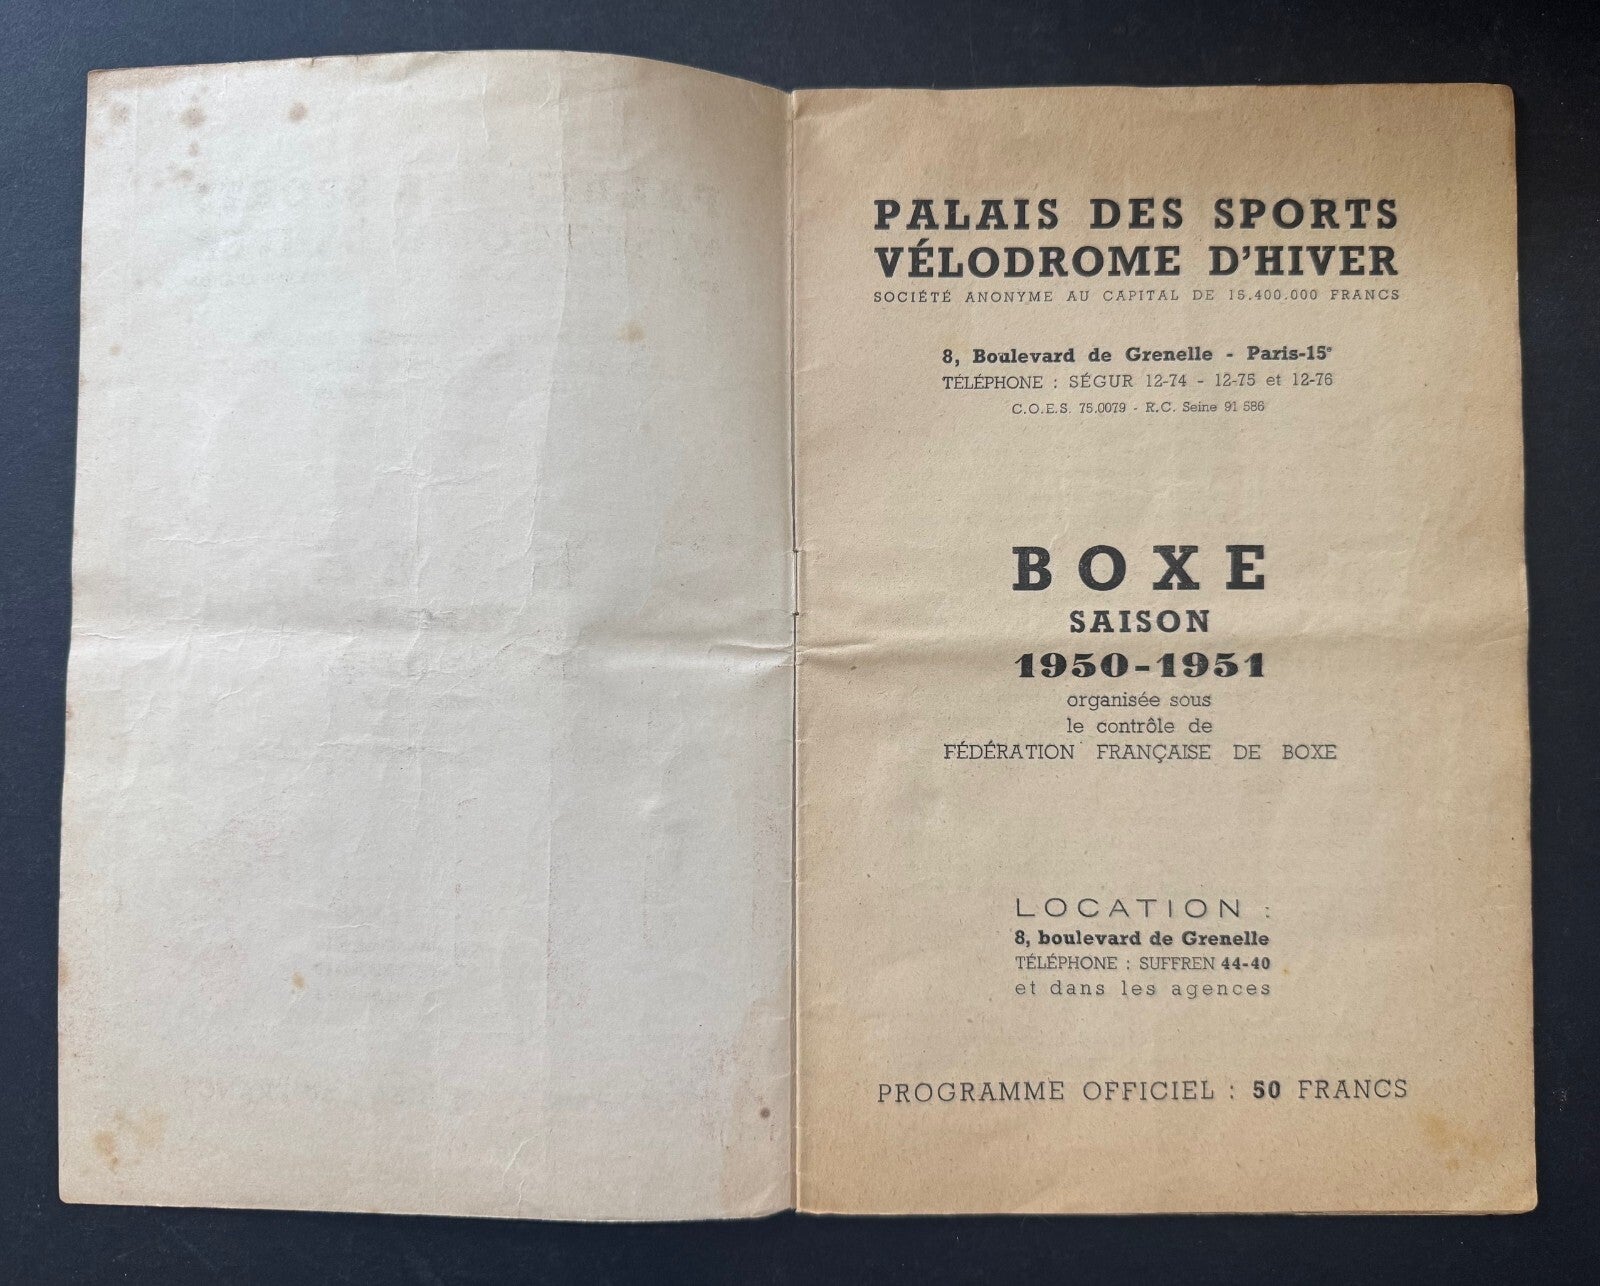 PALAIS DES SPORTS
VÉLODROME D'HIVER
SOCIÉTÉ ANONYME AU CAPITAL DE 15.400.000 FRANCS
8, Boulevard de Grenelle - Paris-15e
TÉLÉPHONE : SÉGUR 12-74 - 12-75 et 12-76
C.O.E.S. 75.0079 - R.C. Seine 91 586
BOXE
SAISON
1950-1951
organisée sous
le contrôle de
FÉDÉRATION FRANÇAISE DE BOXE
LOCATION :
8, boulevard de Grenelle
TÉLÉPHONE : SUFFREN 44-40
et dans les agences
PROGRAMME OFFICIEL : 50 FRANCS